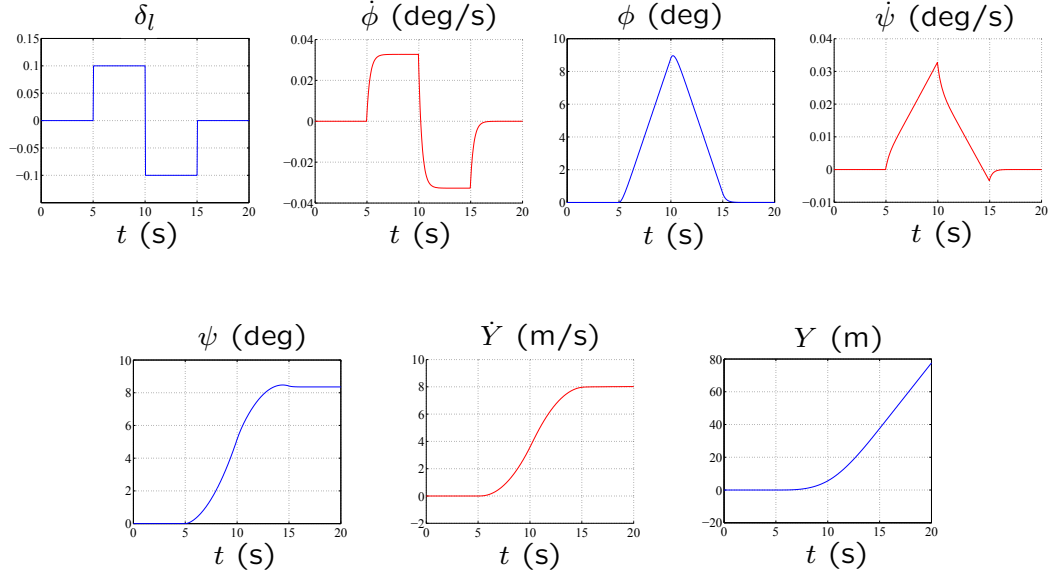 δ_l
0.15
0.1
0.05
0
−0.05
−0.1
0 5 10 15 20
t (s)
φ̇ (deg/s)
0.04
0.02
0
−0.02
−0.04
0 5 10 15 20
t (s)
φ (deg)
10
8
6
4
2
0
0 5 10 15 20
t (s)
ψ̇ (deg/s)
0.04
0.03
0.02
0.01
0
−0.01
0 5 10 15 20
t (s)
ψ (deg)
10
8
6
4
2
0
0 5 10 15 20
t (s)
Ẏ (m/s)
10
8
6
4
2
0
−2
0 5 10 15 20
t (s)
Y (m)
80
60
40
20
0
−20
0 5 10 15 20
t (s)